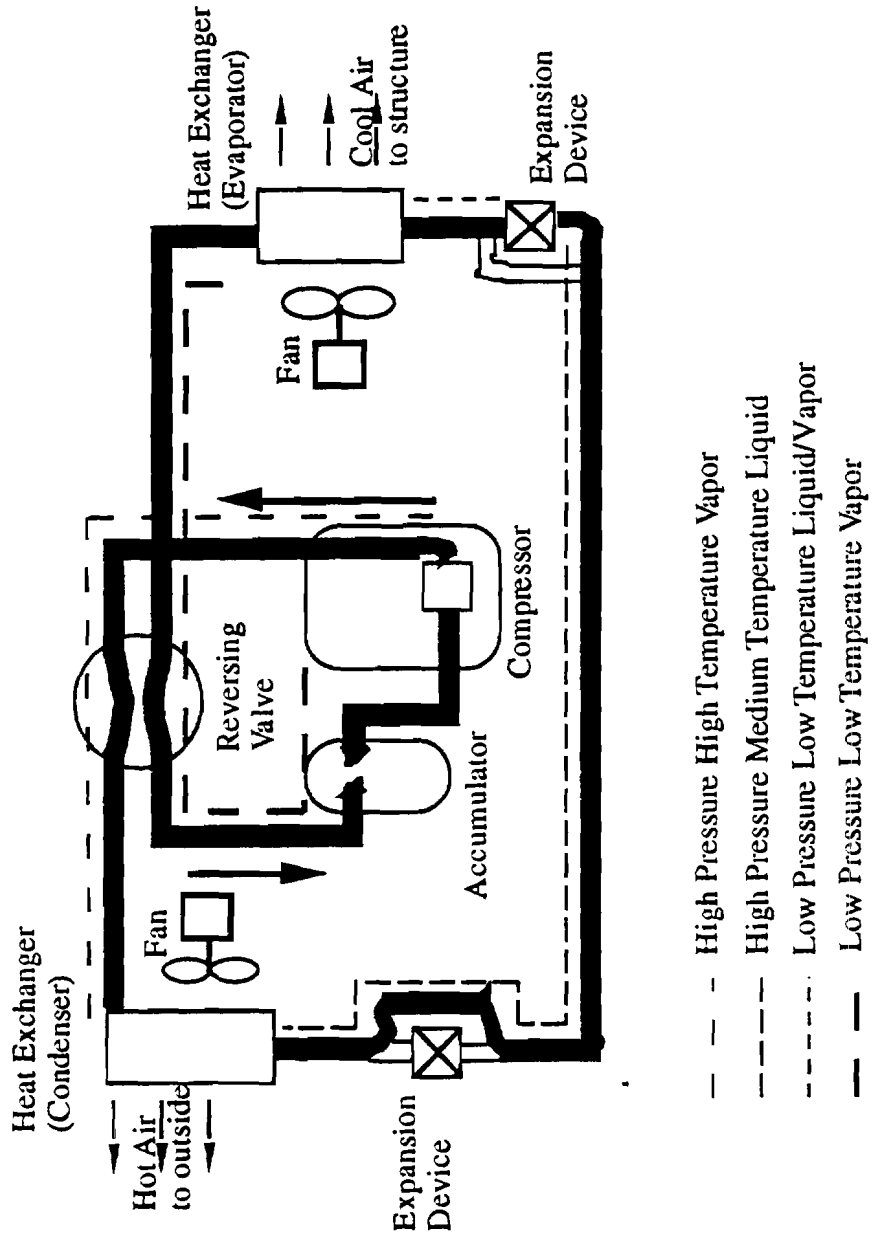 Heat Exchanger
(Condenser)
Heat Exchanger
(Evaporator)
Hot Air
to outside
Fan
Reversing
Valve
Fan
Cool Air
to structure
Accumulator
Compressor
Expansion
Device
Expansion
Device
High Pressure High Temperature Vapor
High Pressure Medium Temperature Liquid
Low Pressure Low Temperature Liquid/Vapor
Low Pressure Low Temperature Vapor